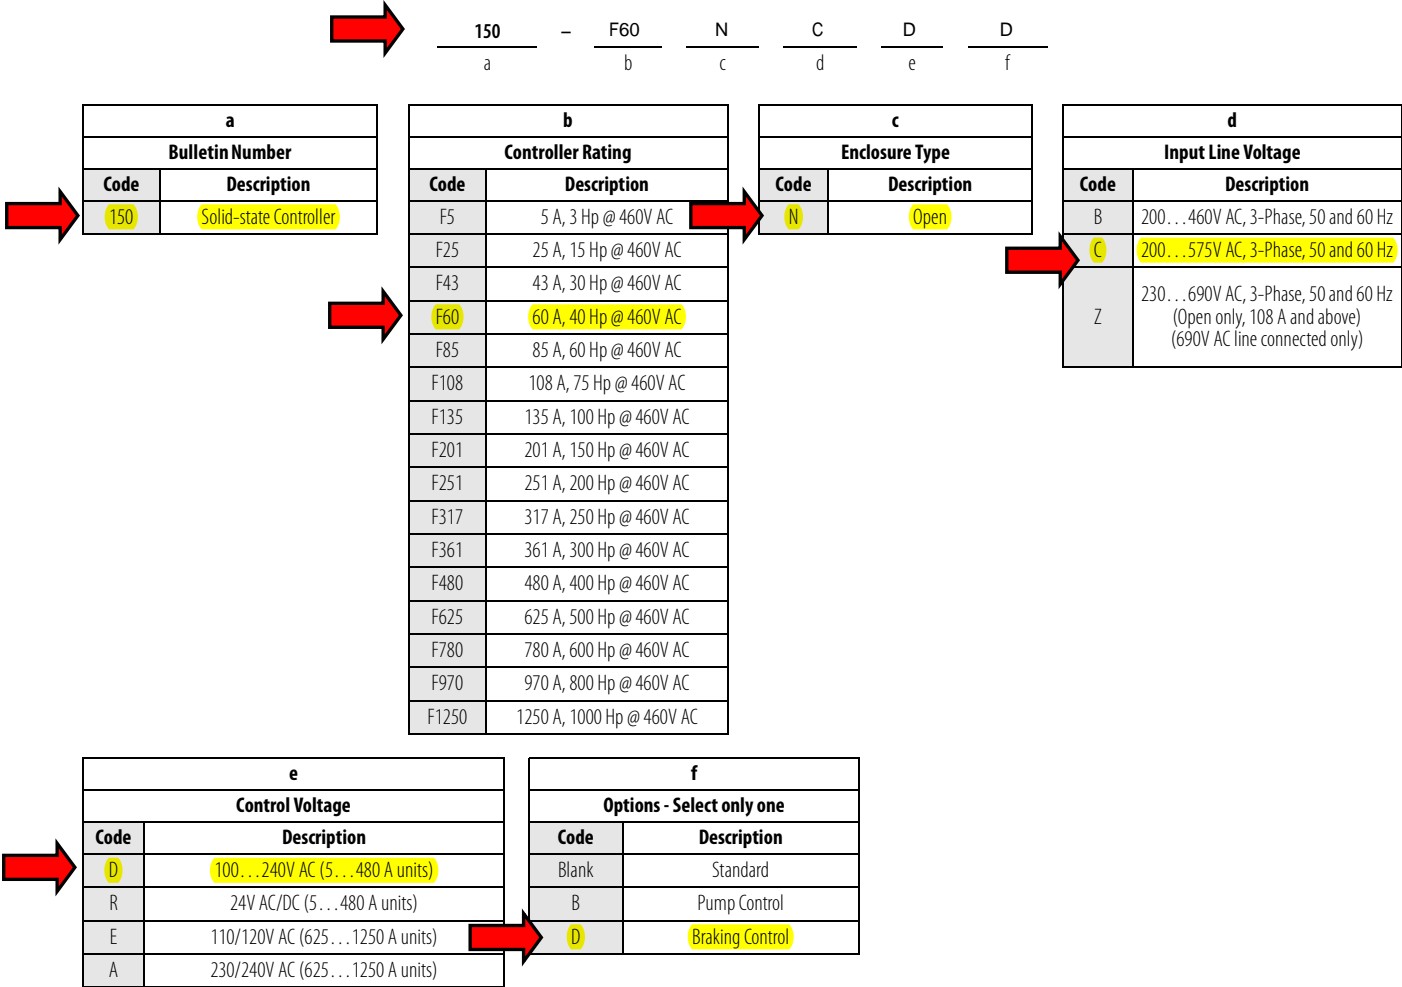 150 – F60 N C D D
a b c d e f
a
Bulletin Number
Code Description
150 Solid-state Controller
b
Controller Rating
Code Description
F5 5 A, 3 Hp @ 460V AC
F25 25 A, 15 Hp @ 460V AC
F43 43 A, 30 Hp @ 460V AC
F60 60 A, 40 Hp @ 460V AC
F85 85 A, 60 Hp @ 460V AC
F108 108 A, 75 Hp @ 460V AC
F135 135 A, 100 Hp @ 460V AC
F201 201 A, 150 Hp @ 460V AC
F251 251 A, 200 Hp @ 460V AC
F317 317 A, 250 Hp @ 460V AC
F361 361 A, 300 Hp @ 460V AC
F480 480 A, 400 Hp @ 460V AC
F625 625 A, 500 Hp @ 460V AC
F780 780 A, 600 Hp @ 460V AC
F970 970 A, 800 Hp @ 460V AC
F1250 1250 A, 1000 Hp @ 460V AC
c
Enclosure Type
Code Description
N Open
d
Input Line Voltage
Code Description
B 200...460V AC, 3-Phase, 50 and 60 Hz
C 200...575V AC, 3-Phase, 50 and 60 Hz
Z 230...690V AC, 3-Phase, 50 and 60 Hz
(Open only, 108 A and above)
(690V AC line connected only)
e
Control Voltage
Code Description
D 100...240V AC (5...480 A units)
R 24V AC/DC (5...480 A units)
E 110/120V AC (625...1250 A units)
A 230/240V AC (625...1250 A units)
f
Options - Select only one
Code Description
Blank Standard
B Pump Control
D Braking Control